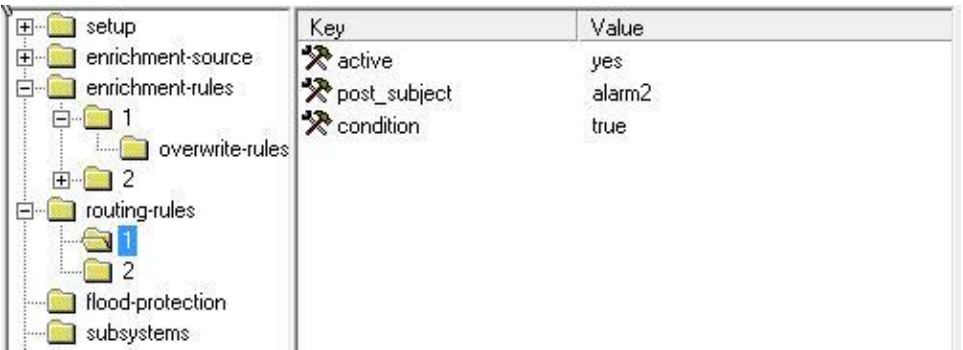 setup
enrichment-source
enrichment-rules
1
overwrite-rules
2
routing-rules
1
2
flood-protection
subsystems
Key Value
active yes
post_subject alarm2
condition true